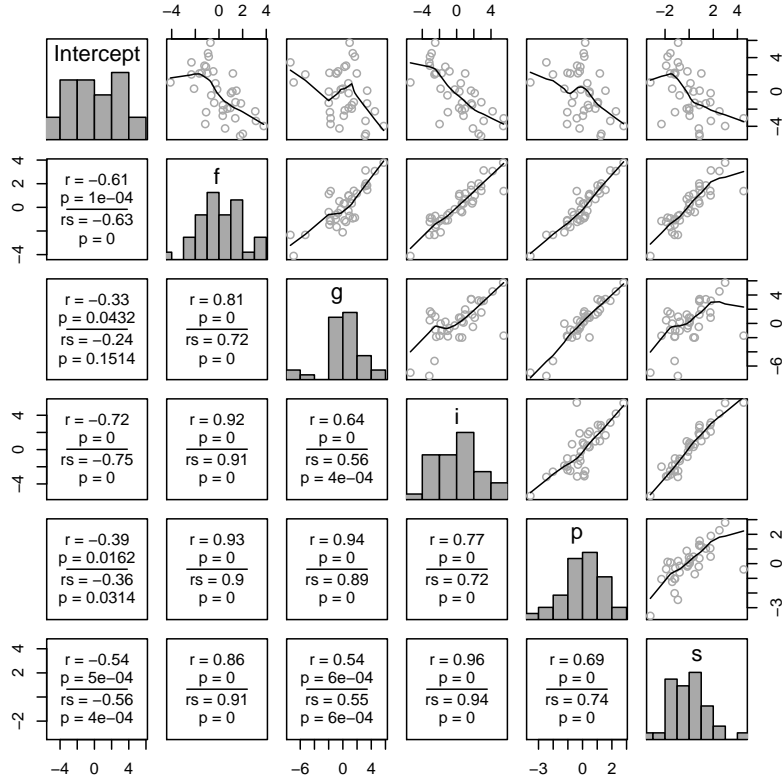 −4 0 2 4
−4 0 4
−3 0 2
Intercept
−4 0 4
r = −0.61
p = 1e−04
rs = −0.63
p = 0
f
−4 0 2 4
r = −0.33
p = 0.0432
rs = −0.24
p = 0.1514
r = 0.81
p = 0
rs = 0.72
p = 0
g
−6 0 4
r = −0.72
p = 0
rs = −0.75
p = 0
r = 0.92
p = 0
rs = 0.91
p = 0
r = 0.64
p = 0
rs = 0.56
p = 4e−04
i
−4 0 4
r = −0.39
p = 0.0162
rs = −0.36
p = 0.0314
r = 0.93
p = 0
rs = 0.9
p = 0
r = 0.94
p = 0
rs = 0.89
p = 0
r = 0.77
p = 0
rs = 0.72
p = 0
p
−3 0 2
r = −0.54
p = 5e−04
rs = −0.56
p = 4e−04
r = 0.86
p = 0
rs = 0.91
p = 0
r = 0.54
p = 6e−04
rs = 0.55
p = 6e−04
r = 0.96
p = 0
rs = 0.94
p = 0
r = 0.69
p = 0
rs = 0.74
p = 0
s
−2 2
−4 0 4
−6 0 4
−3 0 2